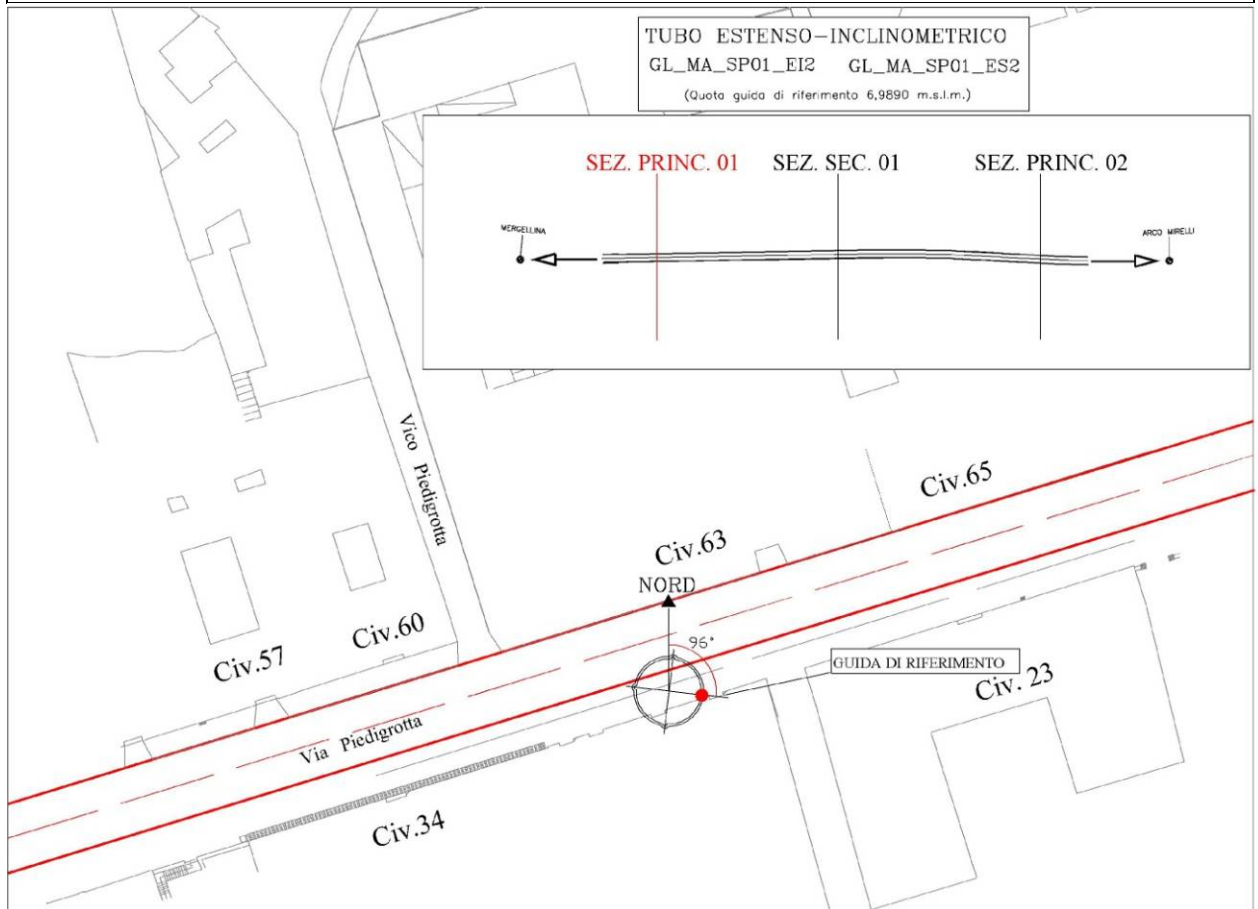 TUBO ESTENSO-INCLINOMETRICO
GL_MA_SP01_EI2 GL_MA_SP01_ES2
(Quota guida di riferimento 6,9890 m.s.l.m.)
SEZ. PRINC. 01 SEZ. SEC. 01 SEZ. PRINC. 02
MERGELLINA ARCO MIRELLI
Vico Piedigrotta
Civ.65
Civ.63
NORD
96°
Civ.60
Civ.57
GUIDA DI RIFERIMENTO
Civ. 23
Via Piedigrotta
Civ.34